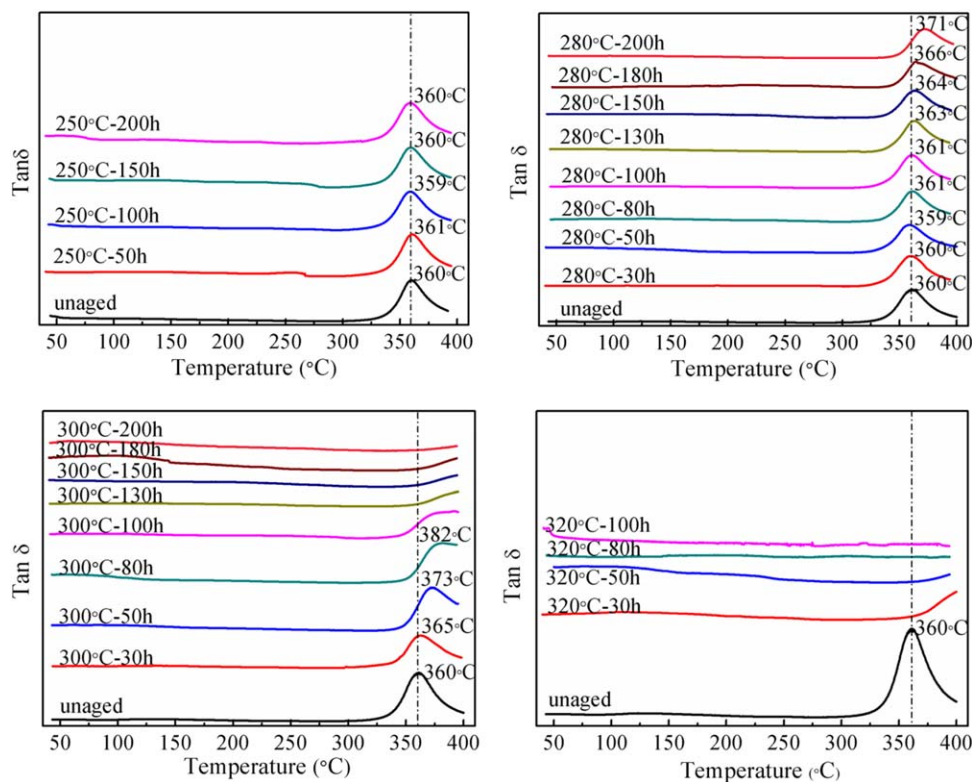 360°C
250°C-200h
360°C
250°C-150h
359°C
250°C-100h
361°C
250°C-50h
360°C
unaged
Tanδ
50 100 150 200 250 300 350 400
Temperature (°C)
371°C
280°C-200h
366°C
280°C-180h
364°C
280°C-150h
363°C
280°C-130h
361°C
280°C-100h
361°C
280°C-80h
359°C
280°C-50h
360°C
280°C-30h
360°C
unaged
Tan δ
50 100 150 200 250 300 350 400
Temperature (°C)
300°C-200h
300°C-180h
300°C-150h
300°C-130h
300°C-100h
382°C
300°C-80h
373°C
300°C-50h
365°C
300°C-30h
360°C
unaged
Tan δ
50 100 150 200 250 300 350 400
Temperature (°C)
320°C-100h
320°C-80h
320°C-50h
320°C-30h
360°C
unaged
Tan δ
50 100 150 200 250 300 350 400
Temperature (°C)